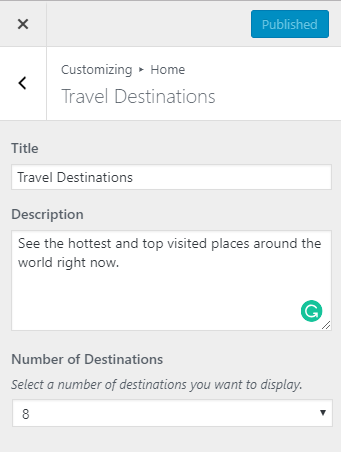 Published
Customizing ▸ Home
Travel Destinations
Title
Travel Destinations
Description
See the hottest and top visited places around the
world right now.
Number of Destinations
Select a number of destinations you want to display.
8